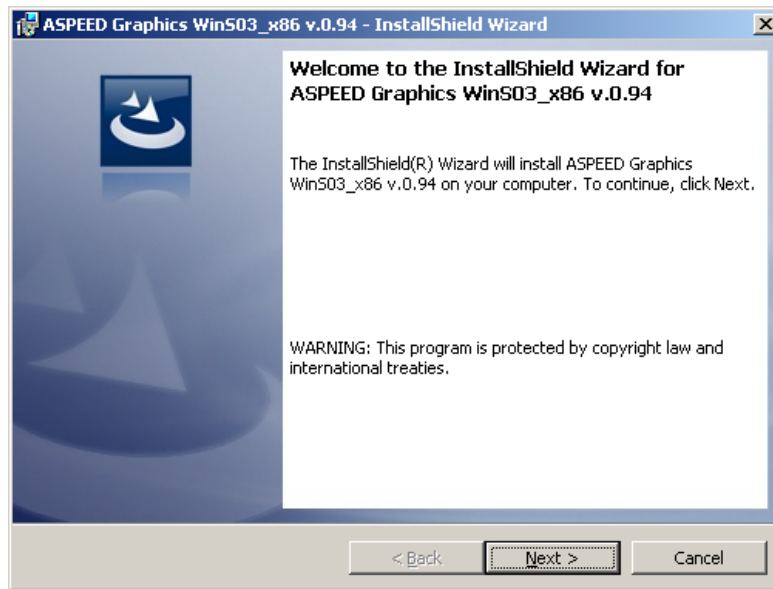 ASPEED Graphics WinS03_x86 v.0.94 - InstallShield Wizard
Welcome to the InstallShield Wizard for
ASPEED Graphics WinS03_x86 v.0.94
The InstallShield(R) Wizard will install ASPEED Graphics
WinS03_x86 v.0.94 on your computer. To continue, click Next.
WARNING: This program is protected by copyright law and
international treaties.
< Back
Next >
Cancel